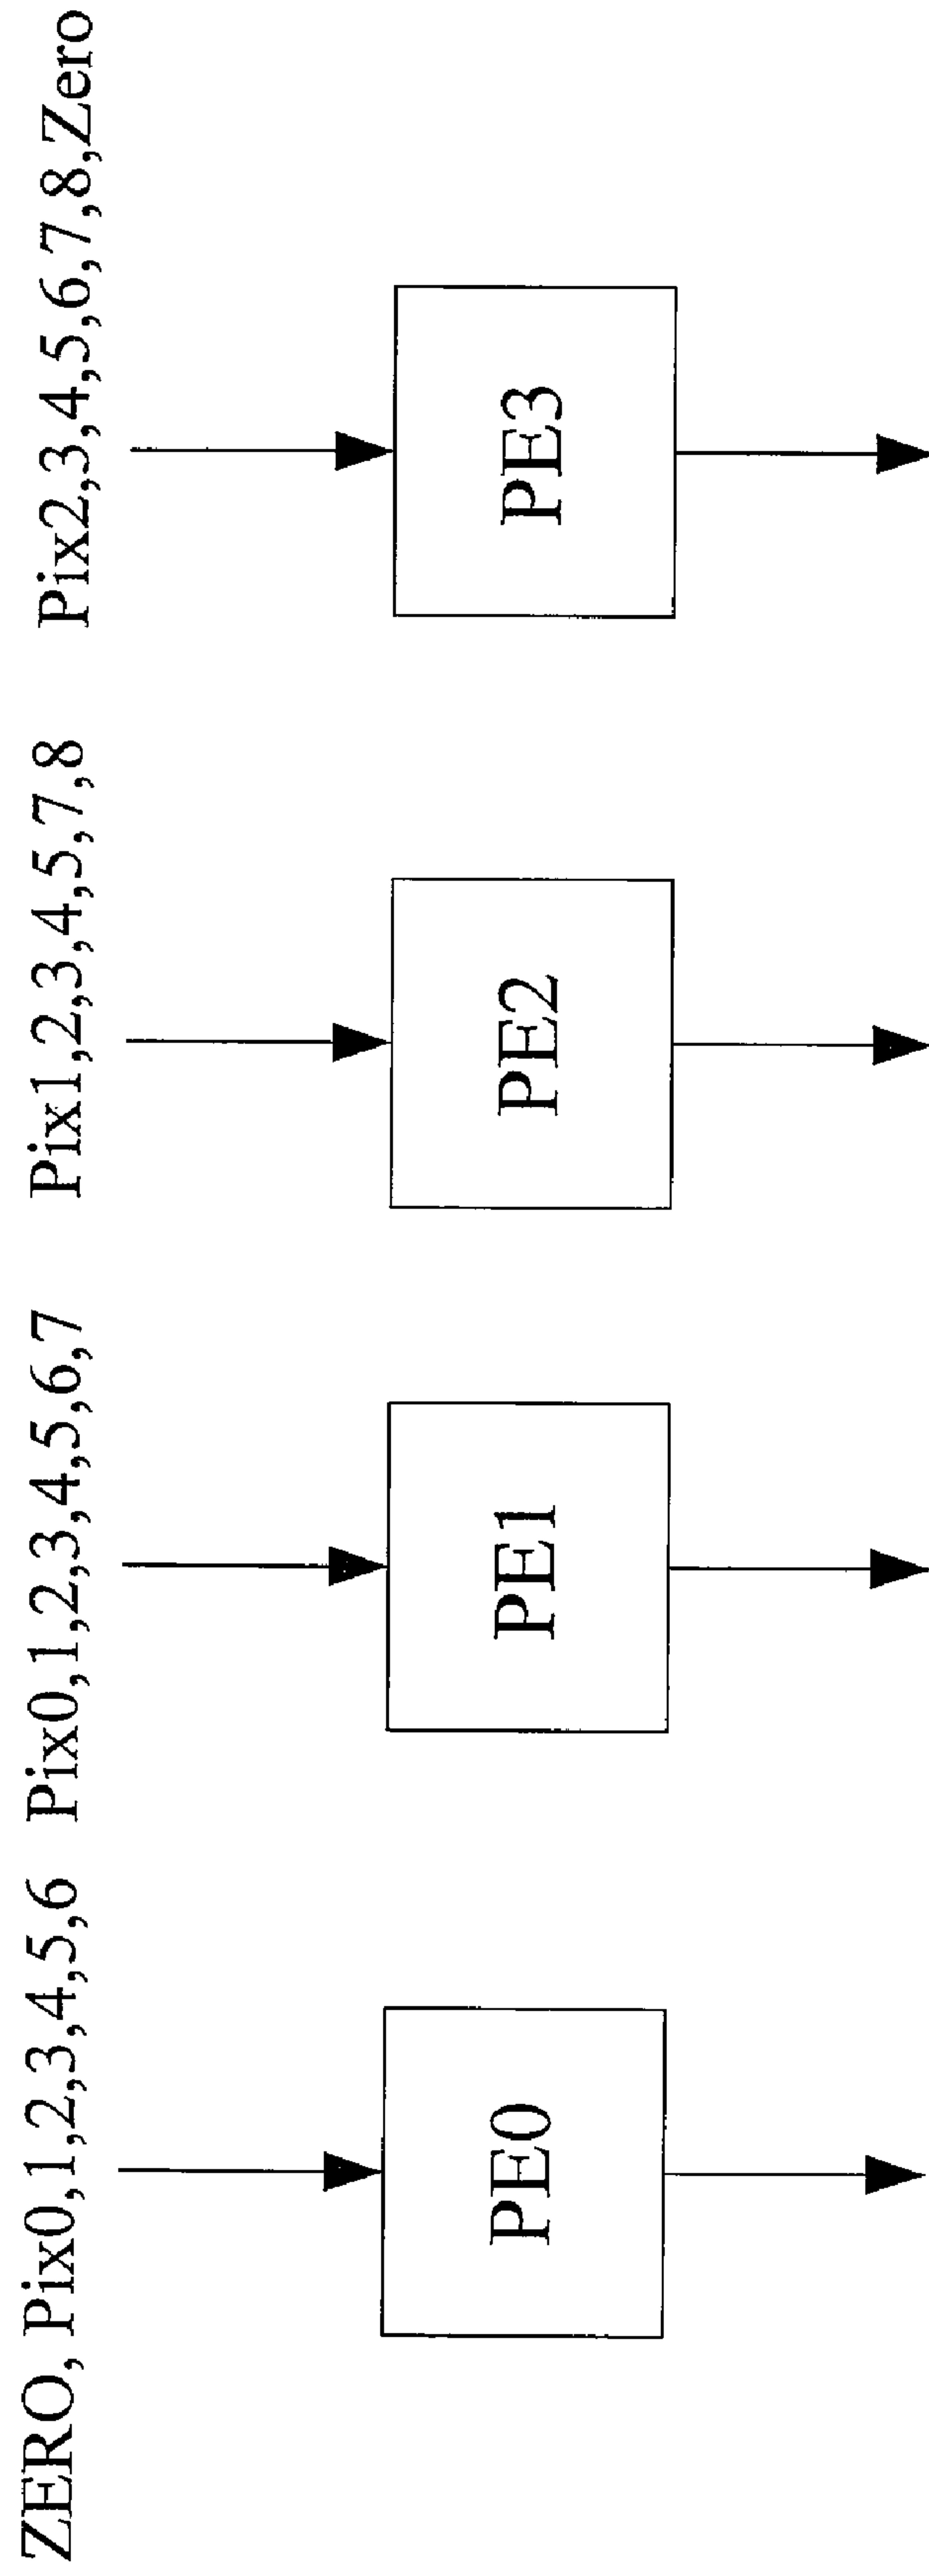 ZERO, Pix0,1,2,3,4,5,6
Pix0,1,2,3,4,5,6,7
Pix1,2,3,4,5,7,8
Pix2,3,4,5,6,7,8,Zero
PE0
PE1
PE2
PE3